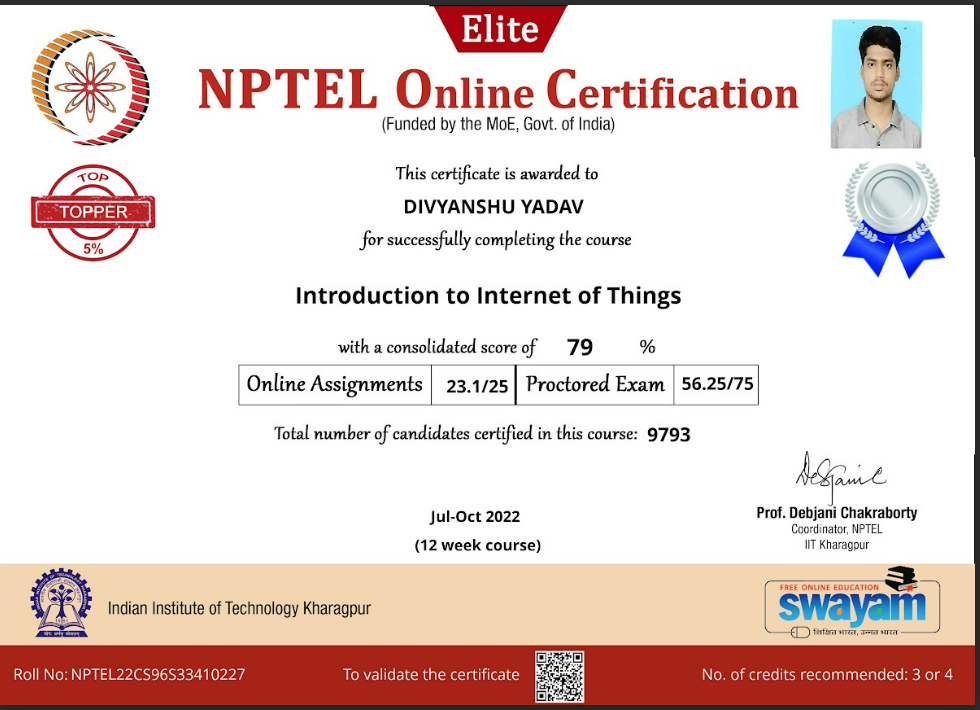 Elite
NPTEL Online Certification
(Funded by the MoE, Govt. of India)
This certificate is awarded to
DIVYANSHU YADAV
for successfully completing the course
TOP
TOPPER
5%
Introduction to Internet of Things
with a consolidated score of 79 %
Online Assignments 23.1/25 Proctored Exam 56.25/75
Total number of candidates certified in this course: 9793
Jul-Oct 2022
(12 week course)
Prof. Debjani Chakraborty
Coordinator, NPTEL
IIT Kharagpur
Indian Institute of Technology Kharagpur
FREE ONLINE EDUCATION
swayam
शिक्षित भारत, उन्नत भारत
Roll No: NPTEL22CS96S33410227
To validate the certificate
No. of credits recommended: 3 or 4